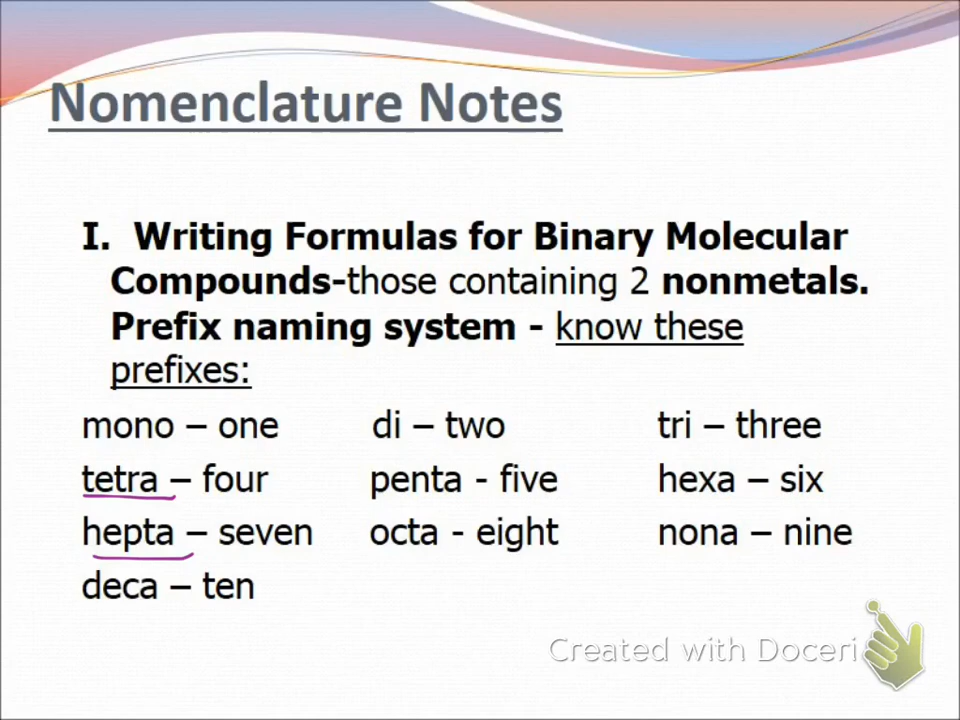 Nomenclature Notes
I. Writing Formulas for Binary Molecular
Compounds-those containing 2 nonmetals.
Prefix naming system - know these
prefixes:
mono – one di – two tri – three
tetra – four penta - five hexa – six
hepta – seven octa - eight nona – nine
deca – ten
Created with Doceri